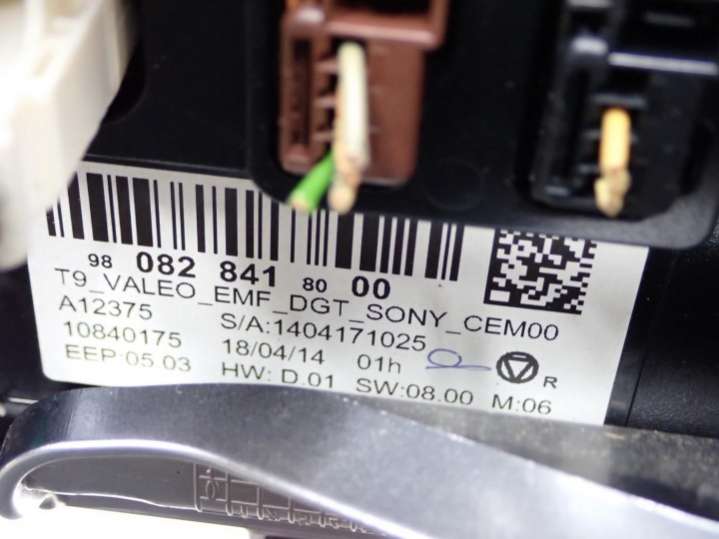 98 082 841 80 00
T9_VALEO_EMF_DGT_SONY_CEM00
A12375 S/A:1404171025
10840175 18/04/14 01h
EEP:05.03 HW: D.01 SW:08.00 M:06
R